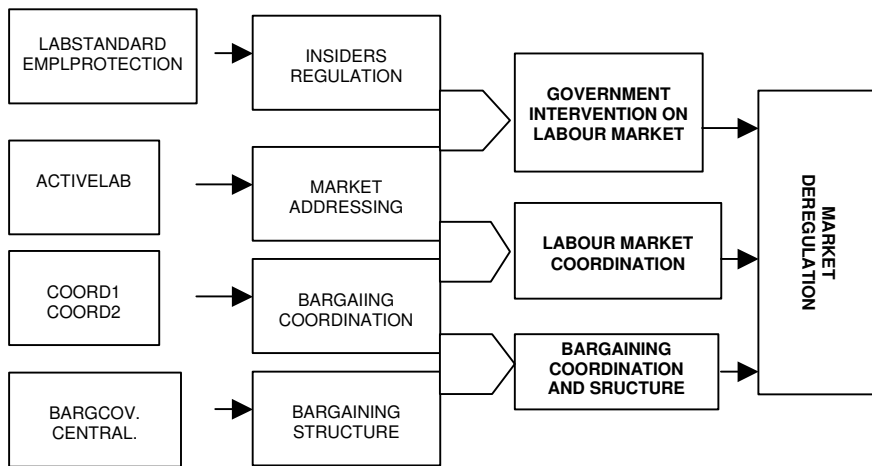 LABSTANDARD
EMPLPROTECTION
INSIDERS
REGULATION
GOVERNMENT
INTERVENTION ON
LABOUR MARKET
ACTIVELAB
MARKET
ADDRESSING
LABOUR MARKET
COORDINATION
MARKET
DEREGULATION
COORD1
COORD2
BARGAIING
COORDINATION
BARGAINING
COORDINATION
AND SRUCTURE
BARGCOV.
CENTRAL.
BARGAINING
STRUCTURE